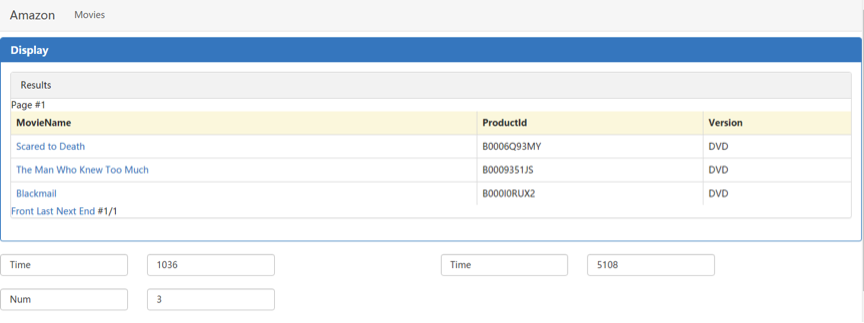 Amazon Movies
Display
Results
Page #1
MovieName ProductId Version
Scared to Death B0006Q93MY DVD
The Man Who Knew Too Much B0009351JS DVD
Blackmail B000I0RUX2 DVD
Front Last Next End #1/1
Time 1036 Time 5108
Num 3